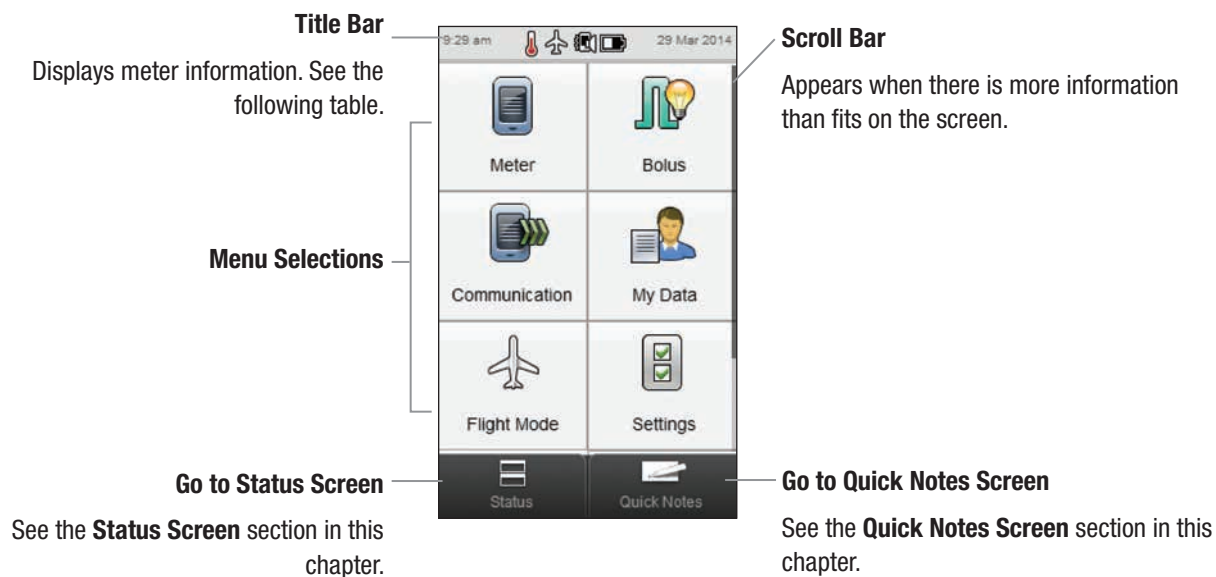 Title Bar
Displays meter information. See the
following table.
Menu Selections
Go to Status Screen
See the Status Screen section in this
chapter.
9:29 am
29 Mar 2014
Meter
Bolus
Communication
My Data
Flight Mode
Settings
Status
Quick Notes
Scroll Bar
Appears when there is more information
than fits on the screen.
Go to Quick Notes Screen
See the Quick Notes Screen section in this
chapter.